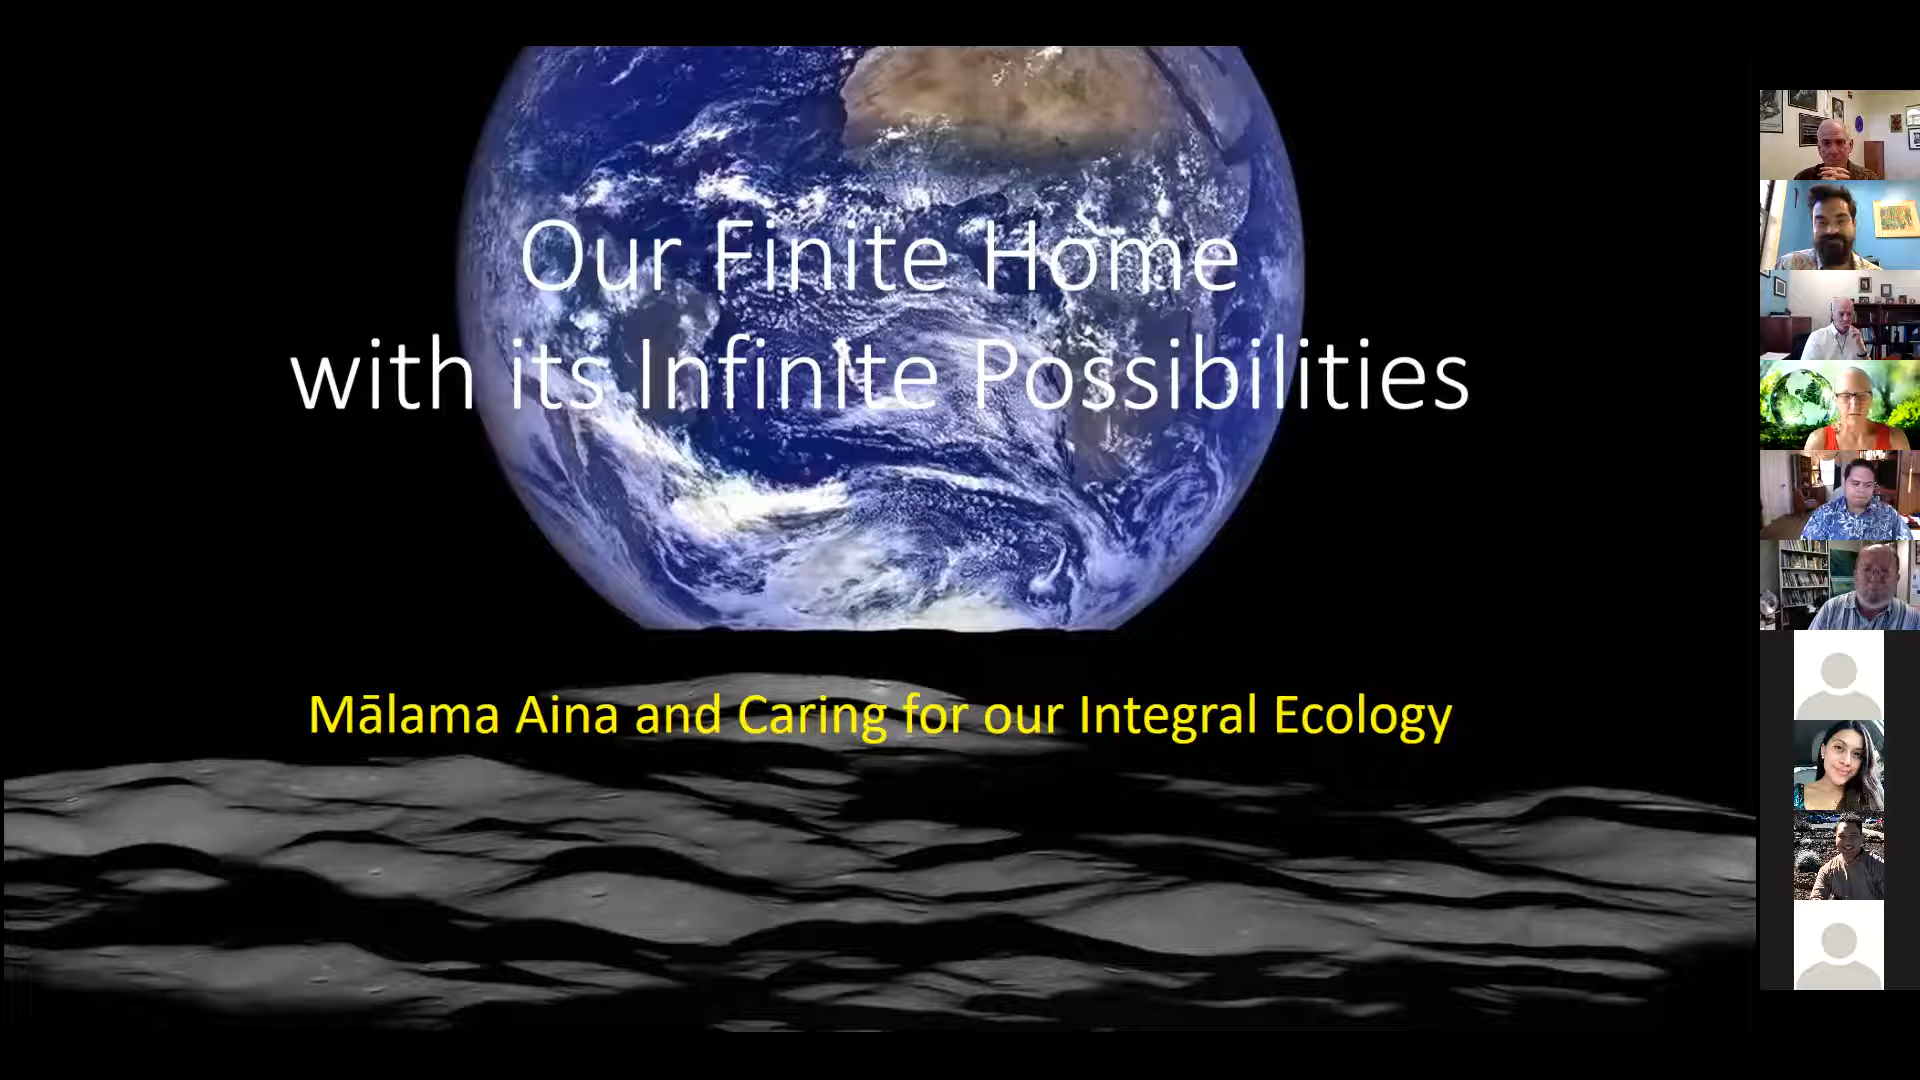 Our Finite Home
with its Infinite Possibilities
Mālama Aina and Caring for our Integral Ecology